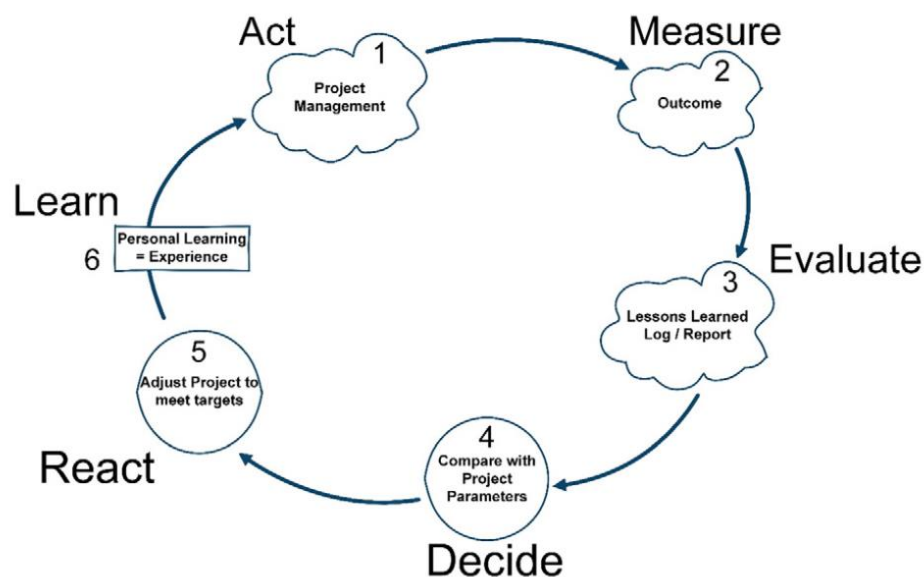 Act
1
Project
Management
Measure
2
Outcome
Evaluate
3
Lessons Learned
Log / Report
4
Compare with
Project
Parameters
Decide
5
Adjust Project to
meet targets
React
Learn
6
Personal Learning
= Experience